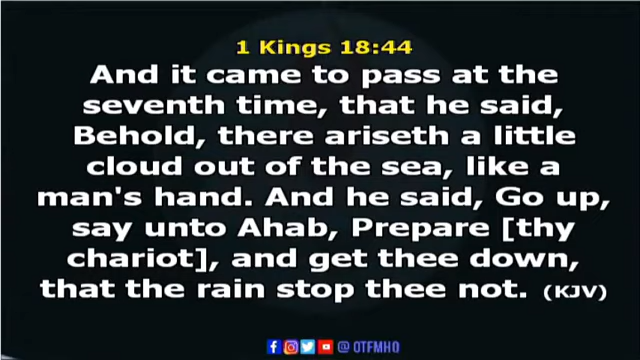 1 Kings 18:44
And it came to pass at the
seventh time, that he said,
Behold, there ariseth a little
cloud out of the sea, like a
man's hand. And he said, Go up,
say unto Ahab, Prepare [thy
chariot], and get thee down,
that the rain stop thee not. (KJV)
@ OTFMHQ